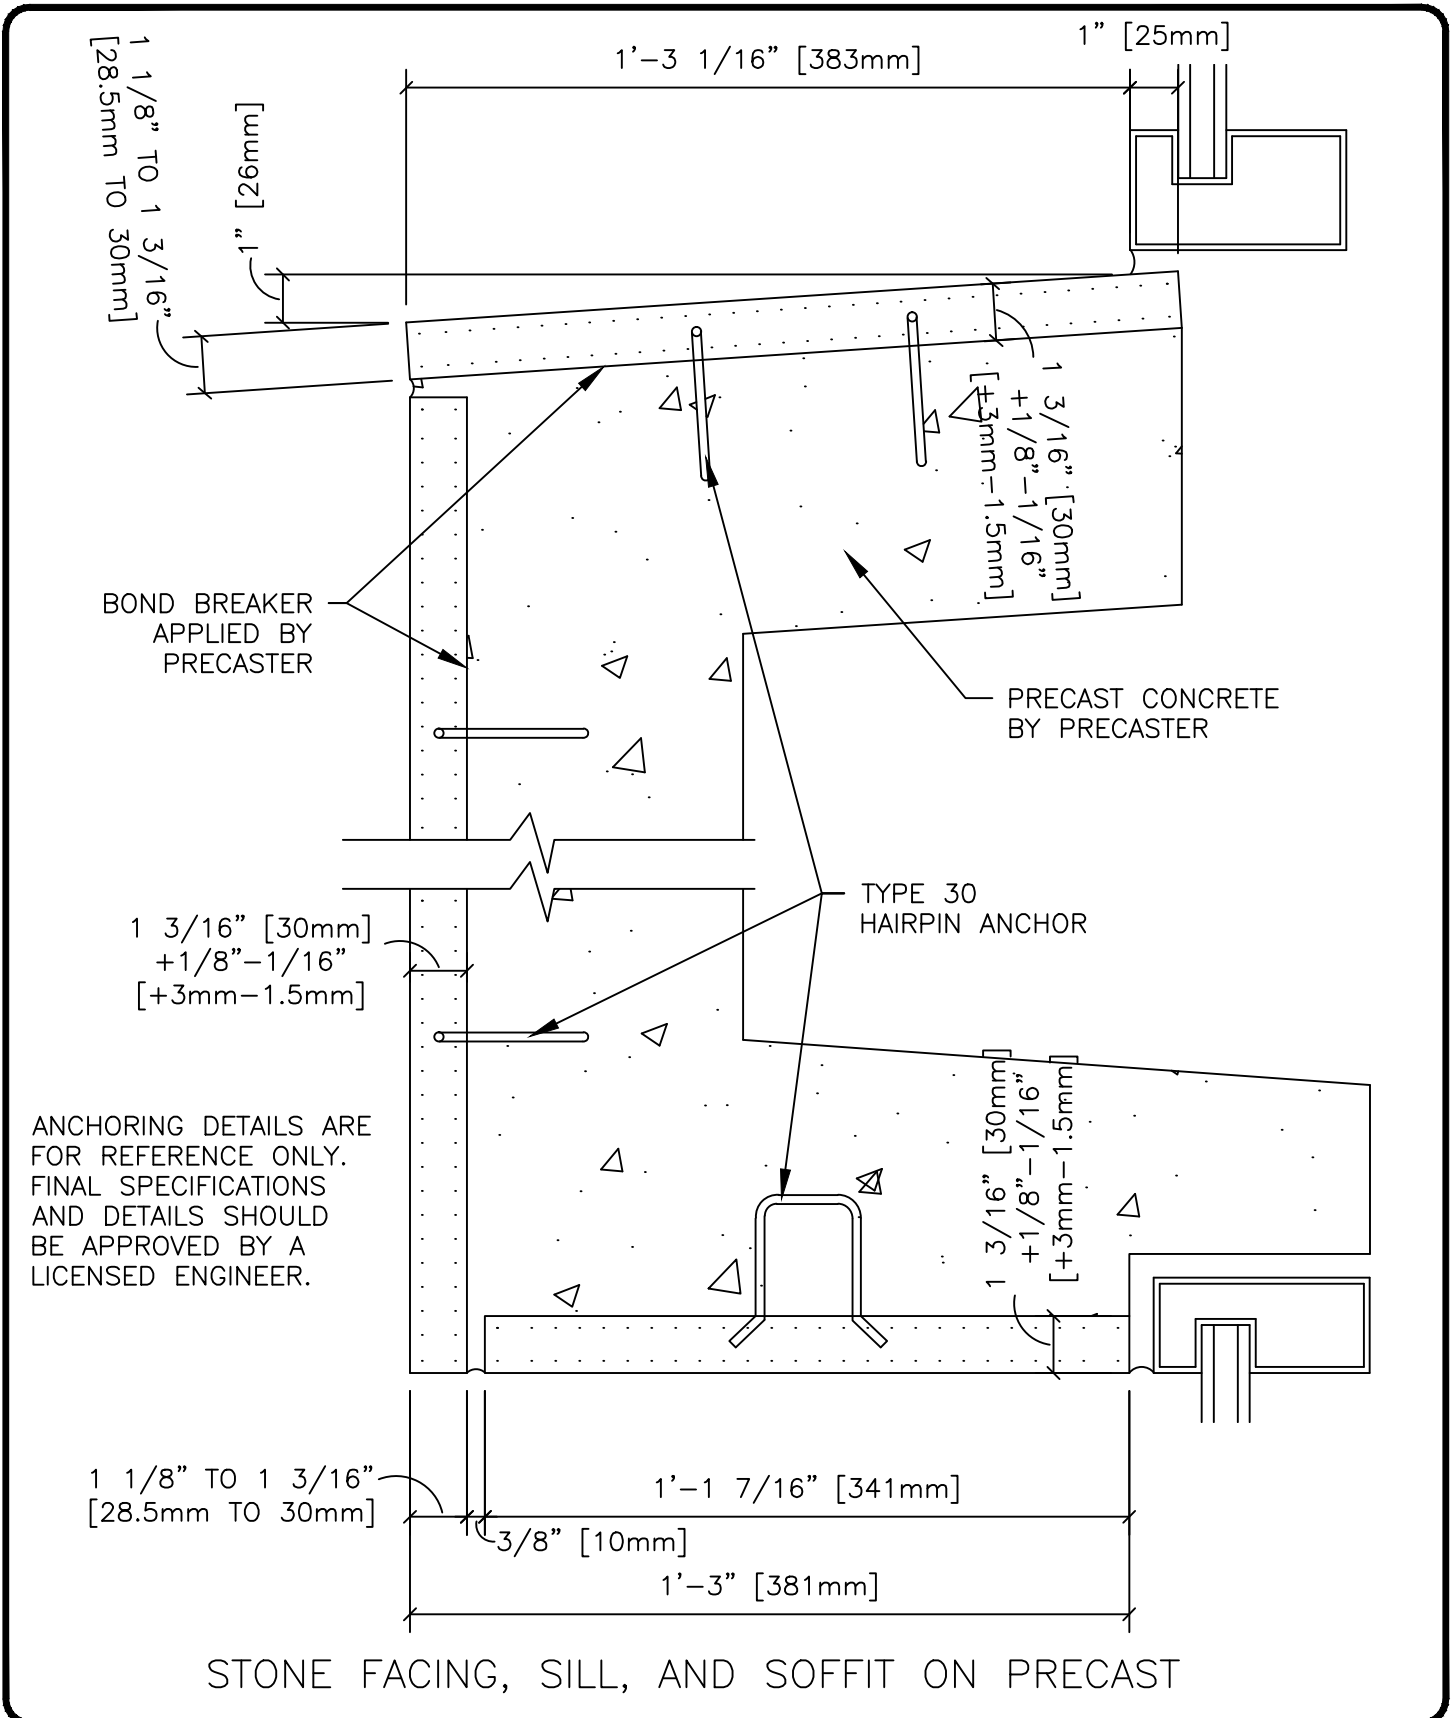 1" [25mm]
1'-3 1/16" [383mm]
1 1/8" TO 1 3/16"
[28.5mm TO 30mm]
1" [26mm]
1 3/16" [30mm]
+1/8"-1/16"
[+3mm-1.5mm]
BOND BREAKER
APPLIED BY
PRECASTER
PRECAST CONCRETE
BY PRECASTER
TYPE 30
HAIRPIN ANCHOR
1 3/16" [30mm]
+1/8"-1/16"
[+3mm-1.5mm]
1 3/16" [30mm]
+1/8"-1/16"
[+3mm-1.5mm]
ANCHORING DETAILS ARE
FOR REFERENCE ONLY.
FINAL SPECIFICATIONS
AND DETAILS SHOULD
BE APPROVED BY A
LICENSED ENGINEER.
1 1/8" TO 1 3/16"
[28.5mm TO 30mm]
1'-1 7/16" [341mm]
3/8" [10mm]
1'-3" [381mm]
STONE FACING, SILL, AND SOFFIT ON PRECAST